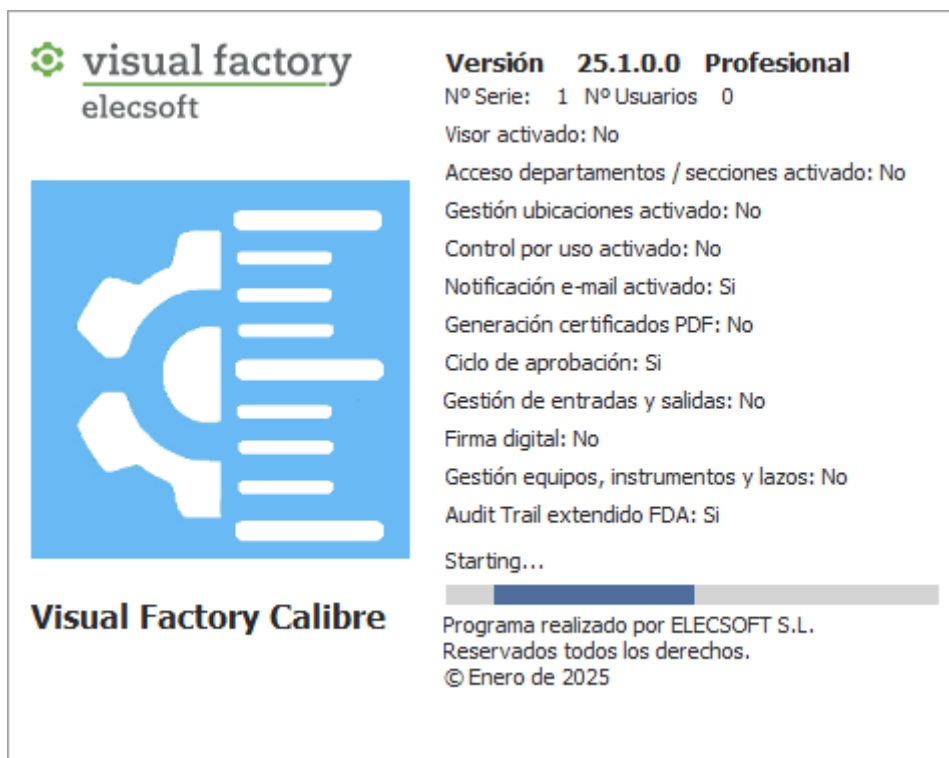 visual factory
elecsoft
Versión 25.1.0.0 Profesional
Nº Serie: 1 Nº Usuarios 0
Visor activado: No
Acceso departamentos / secciones activado: No
Gestión ubicaciones activado: No
Control por uso activado: No
Notificación e-mail activado: Si
Generación certificados PDF: No
Ciclo de aprobación: Si
Gestión de entradas y salidas: No
Firma digital: No
Gestión equipos, instrumentos y lazos: No
Audit Trail extendido FDA: Si
Starting...
Visual Factory Calibre
Programa realizado por ELECSOFT S.L.
Reservados todos los derechos.
© Enero de 2025